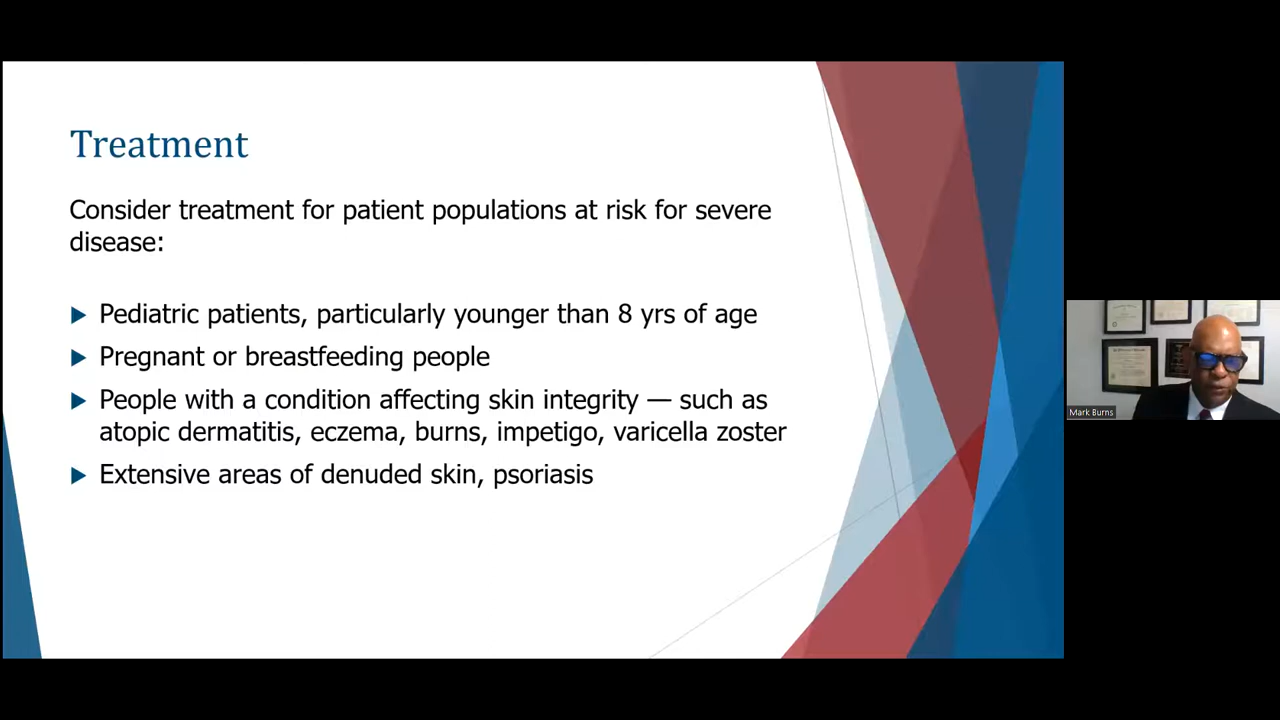 Treatment
Consider treatment for patient populations at risk for severe
disease:
Pediatric patients, particularly younger than 8 yrs of age
Pregnant or breastfeeding people
People with a condition affecting skin integrity — such as
atopic dermatitis, eczema, burns, impetigo, varicella zoster
Extensive areas of denuded skin, psoriasis
Mark Burns